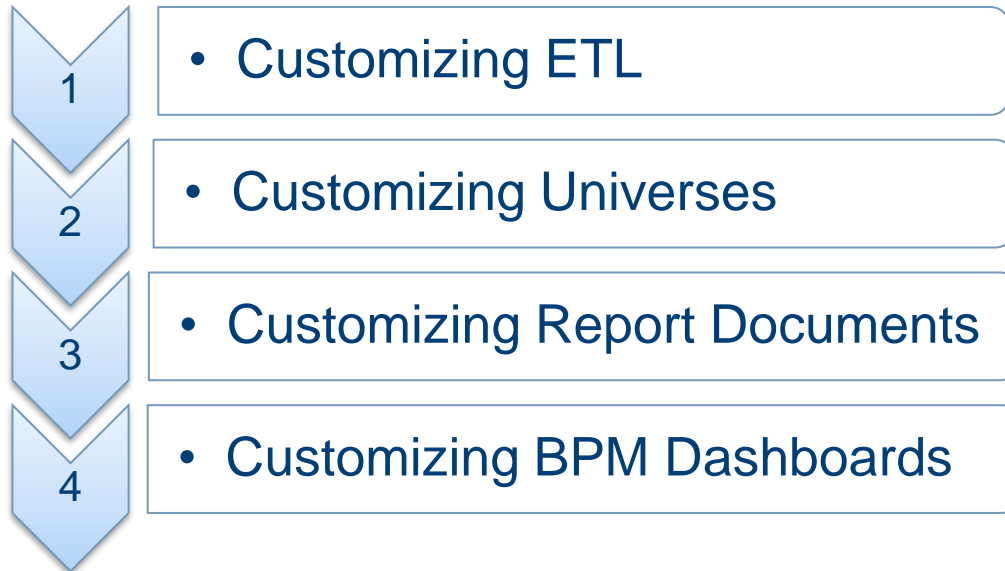 1
• Customizing ETL
2
• Customizing Universes
3
• Customizing Report Documents
4
• Customizing BPM Dashboards